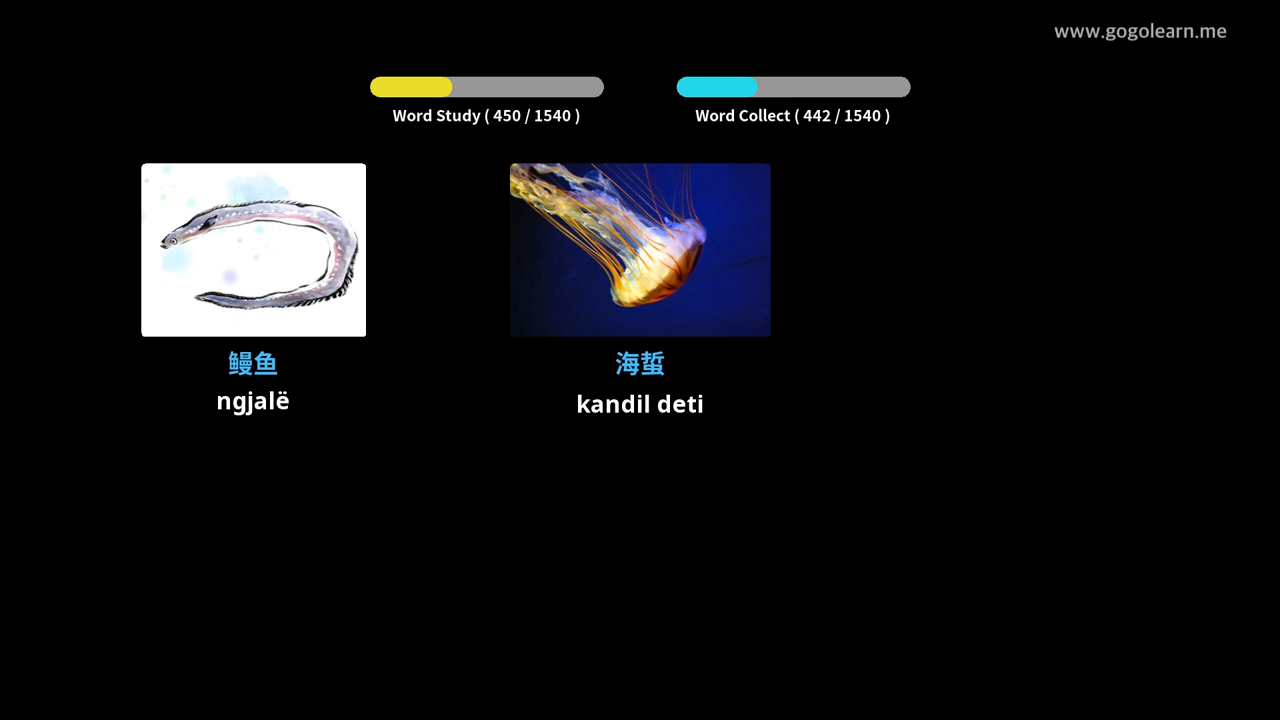 www.gogolearn.me
Word Study ( 450 / 1540 )
Word Collect ( 442 / 1540 )
鳗鱼
ngjalë
海蜇
kandil deti